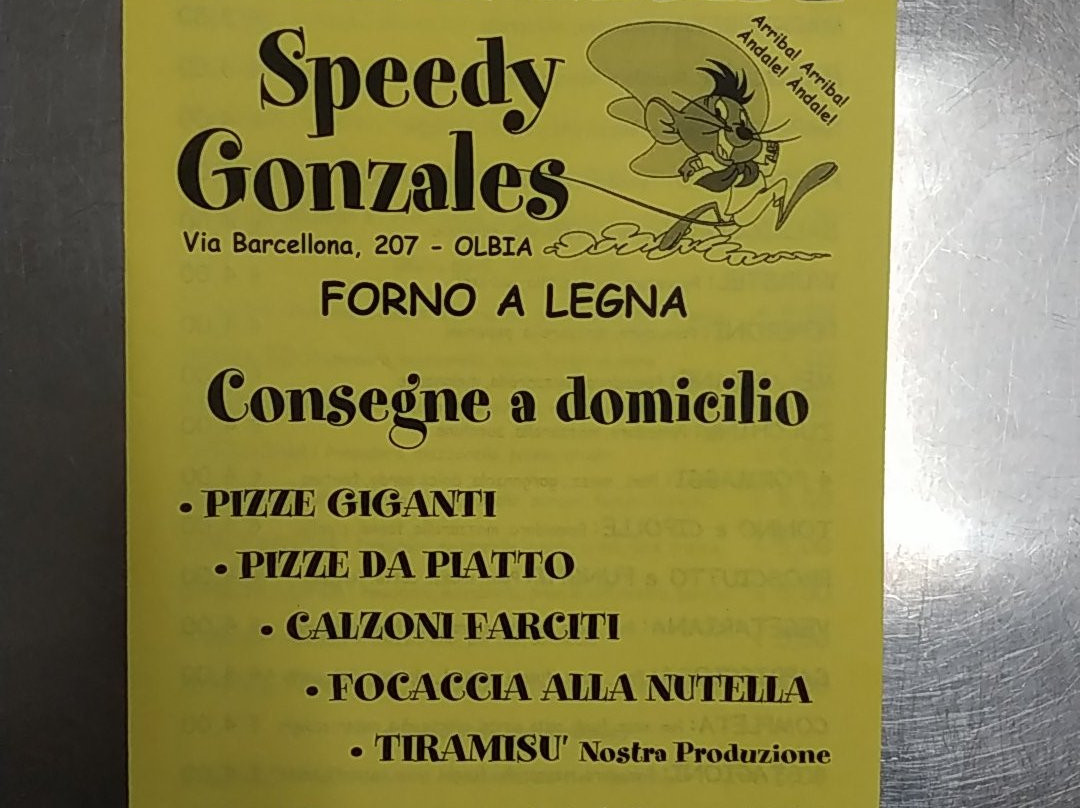 Speedy
Gonzales
Arriba! Arriba!
Andale! Andale!
Via Barcellona, 207 - OLBIA
FORNO A LEGNA
Consegne a domicilio
• PIZZE GIGANTI
• PIZZE DA PIATTO
• CALZONI FARCITI
• FOCACCIA ALLA NUTELLA
• TIRAMISU' Nostra Produzione